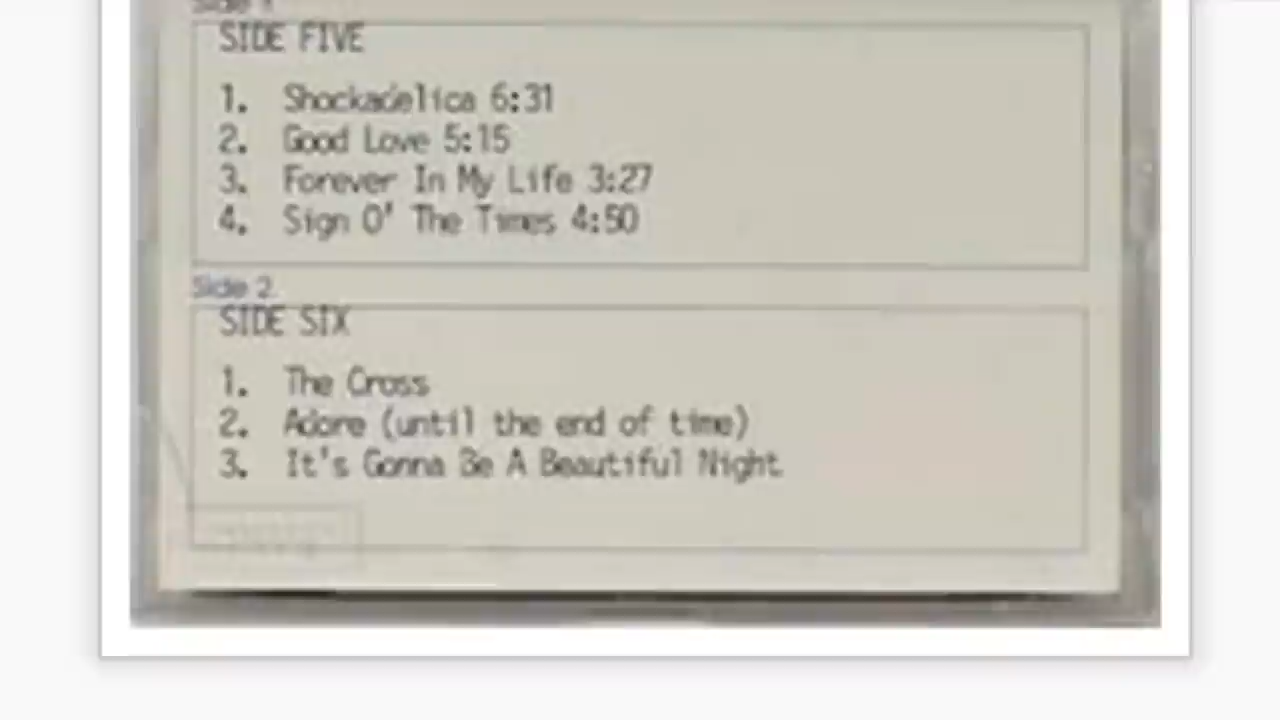 Side 1
SIDE FIVE
1. Shockadelica 6:31
2. Good Love 5:15
3. Forever In My Life 3:27
4. Sign O' The Times 4:50
Side 2
SIDE SIX
1. The Cross
2. Adore (until the end of time)
3. It's Gonna Be A Beautiful Night